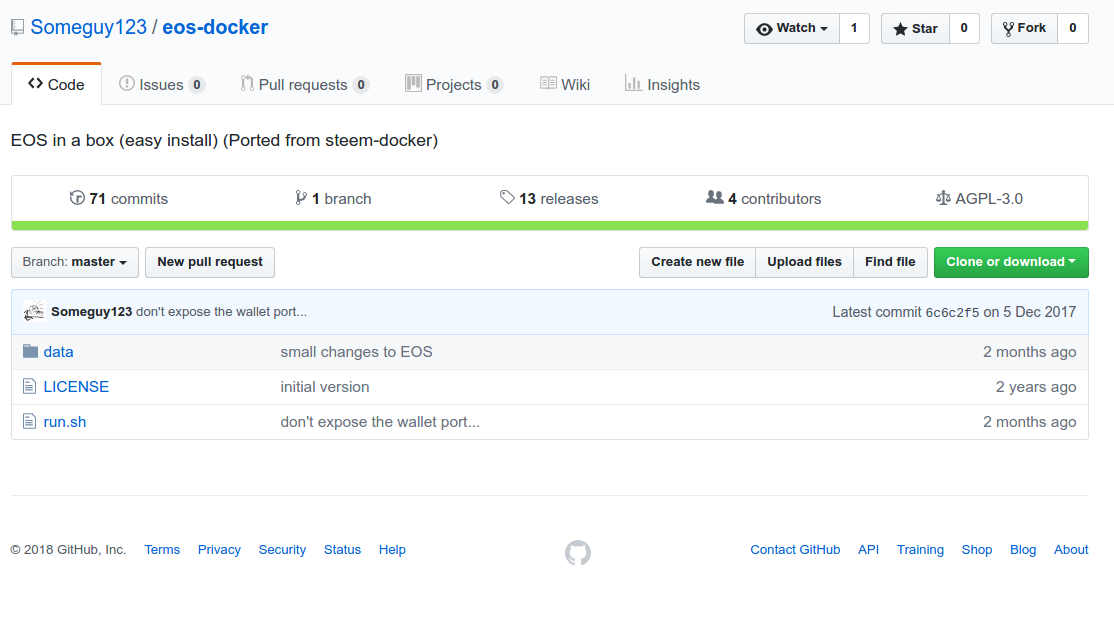 Someguy123 / eos-docker
Watch 1 Star 0 Fork 0
Code Issues 0 Pull requests 0 Projects 0 Wiki Insights
EOS in a box (easy install) (Ported from steem-docker)
71 commits 1 branch 13 releases 4 contributors AGPL-3.0
Branch: master New pull request Create new file Upload files Find file Clone or download
Someguy123 don't expose the wallet port... Latest commit 6c6c2f5 on 5 Dec 2017
data small changes to EOS 2 months ago
LICENSE initial version 2 years ago
run.sh don't expose the wallet port... 2 months ago
© 2018 GitHub, Inc. Terms Privacy Security Status Help Contact GitHub API Training Shop Blog About